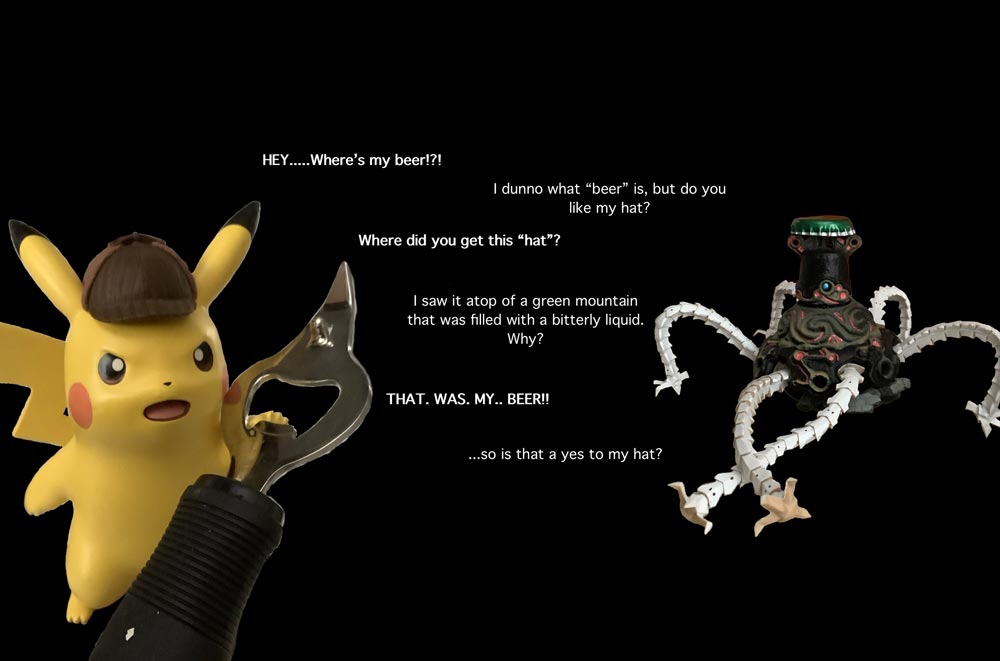 HEY.....Where's my beer!?!
I dunno what “beer” is, but do you
like my hat?
Where did you get this “hat”?
I saw it atop of a green mountain
that was filled with a bitterly liquid.
Why?
THAT. WAS. MY.. BEER!!
...so is that a yes to my hat?